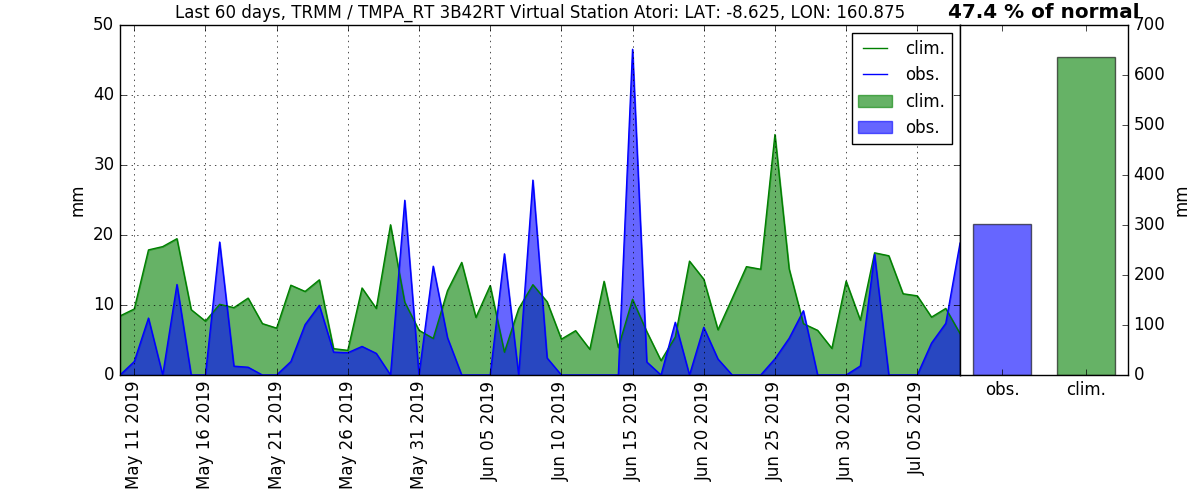 Last 60 days, TRMM / TMPA_RT 3B42RT Virtual Station Atori: LAT: -8.625, LON: 160.875
47.4 % of normal
clim.
obs.
clim.
obs.
mm
50
40
30
20
10
0
May 11 2019
May 16 2019
May 21 2019
May 26 2019
May 31 2019
Jun 05 2019
Jun 10 2019
Jun 15 2019
Jun 20 2019
Jun 25 2019
Jun 30 2019
Jul 05 2019
obs.
clim.
700
600
500
400
300
200
100
0
mm